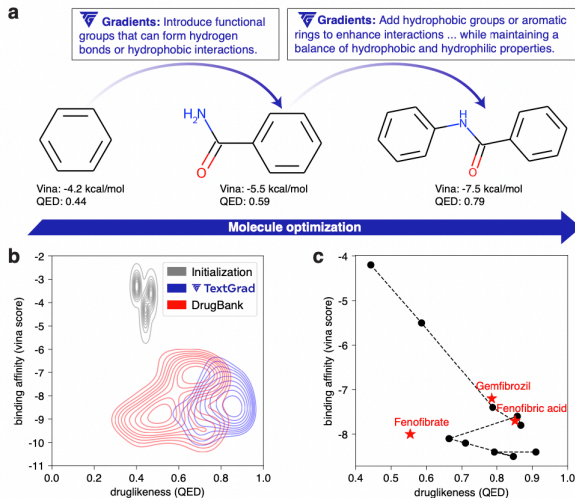 a
Gradients: Introduce functional
groups that can form hydrogen
bonds or hydrophobic interactions.
Gradients: Add hydrophobic groups or aromatic
rings to enhance interactions ... while maintaining a
balance of hydrophobic and hydrophilic properties.
H2N
O
H
N
O
Vina: -4.2 kcal/mol
QED: 0.44
Vina: -5.5 kcal/mol
QED: 0.59
Vina: -7.5 kcal/mol
QED: 0.79
Molecule optimization
b
-2
-3
-4
-5
-6
-7
-8
-9
-10
-11
0.0
0.2
0.4
0.6
0.8
1.0
binding affinity (vina score)
druglikeness (QED)
Initialization
TextGrad
DrugBank
c
-4
-5
-6
-7
-8
0.4
0.5
0.6
0.7
0.8
0.9
1.0
binding affinity (vina score)
druglikeness (QED)
Gemfibrozil
Fenofibric acid
Fenofibrate